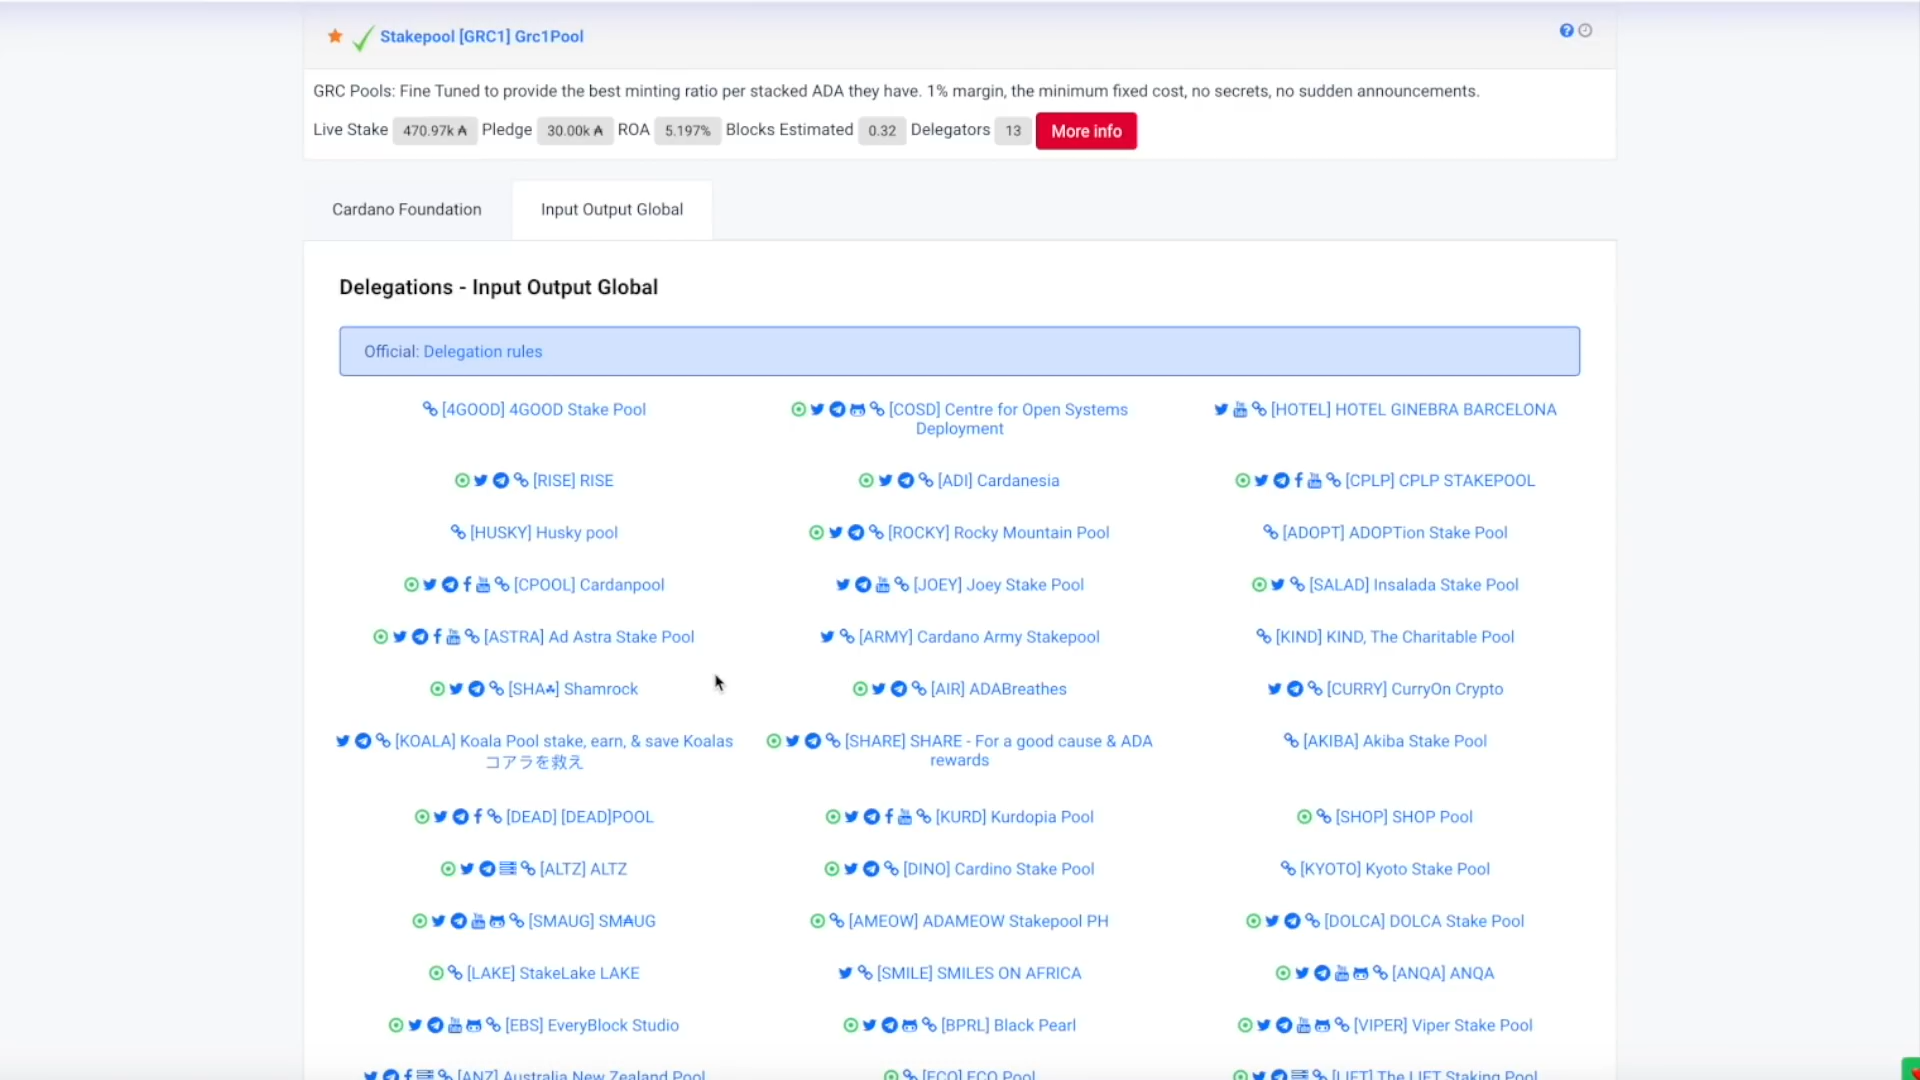 Stakepool [GRC1] Grc1Pool
GRC Pools: Fine Tuned to provide the best minting ratio per stacked ADA they have. 1% margin, the minimum fixed cost, no secrets, no sudden announcements.
Live Stake 470.97k ₳ Pledge 30.00k ₳ ROA 5.197% Blocks Estimated 0.32 Delegators 13 More info
Cardano Foundation Input Output Global
Delegations - Input Output Global
Official: Delegation rules
[4GOOD] 4GOOD Stake Pool
[COSD] Centre for Open Systems
Deployment
[HOTEL] HOTEL GINEBRA BARCELONA
[RISE] RISE
[ADI] Cardanesia
[CPLP] CPLP STAKEPOOL
[HUSKY] Husky pool
[ROCKY] Rocky Mountain Pool
[ADOPT] ADOPTion Stake Pool
[CPOOL] Cardanpool
[JOEY] Joey Stake Pool
[SALAD] Insalada Stake Pool
[ASTRA] Ad Astra Stake Pool
[ARMY] Cardano Army Stakepool
[KIND] KIND, The Charitable Pool
[SHA☘] Shamrock
[AIR] ADABreathes
[CURRY] CurryOn Crypto
[KOALA] Koala Pool stake, earn, & save Koalas
コアラを救え
[SHARE] SHARE - For a good cause & ADA
rewards
[AKIBA] Akiba Stake Pool
[DEAD] [DEAD]POOL
[KURD] Kurdopia Pool
[SHOP] SHOP Pool
[ALTZ] ALTZ
[DINO] Cardino Stake Pool
[KYOTO] Kyoto Stake Pool
[SMAUG] SM₳UG
[AMEOW] ADAMEOW Stakepool PH
[DOLCA] DOLCA Stake Pool
[LAKE] StakeLake LAKE
[SMILE] SMILES ON AFRICA
[ANQA] ANQA
[EBS] EveryBlock Studio
[BPRL] Black Pearl
[VIPER] Viper Stake Pool
[ANZ] Australia New Zealand Pool
[ECO] ECO Pool
[LIFT] The LIFT Staking Pool